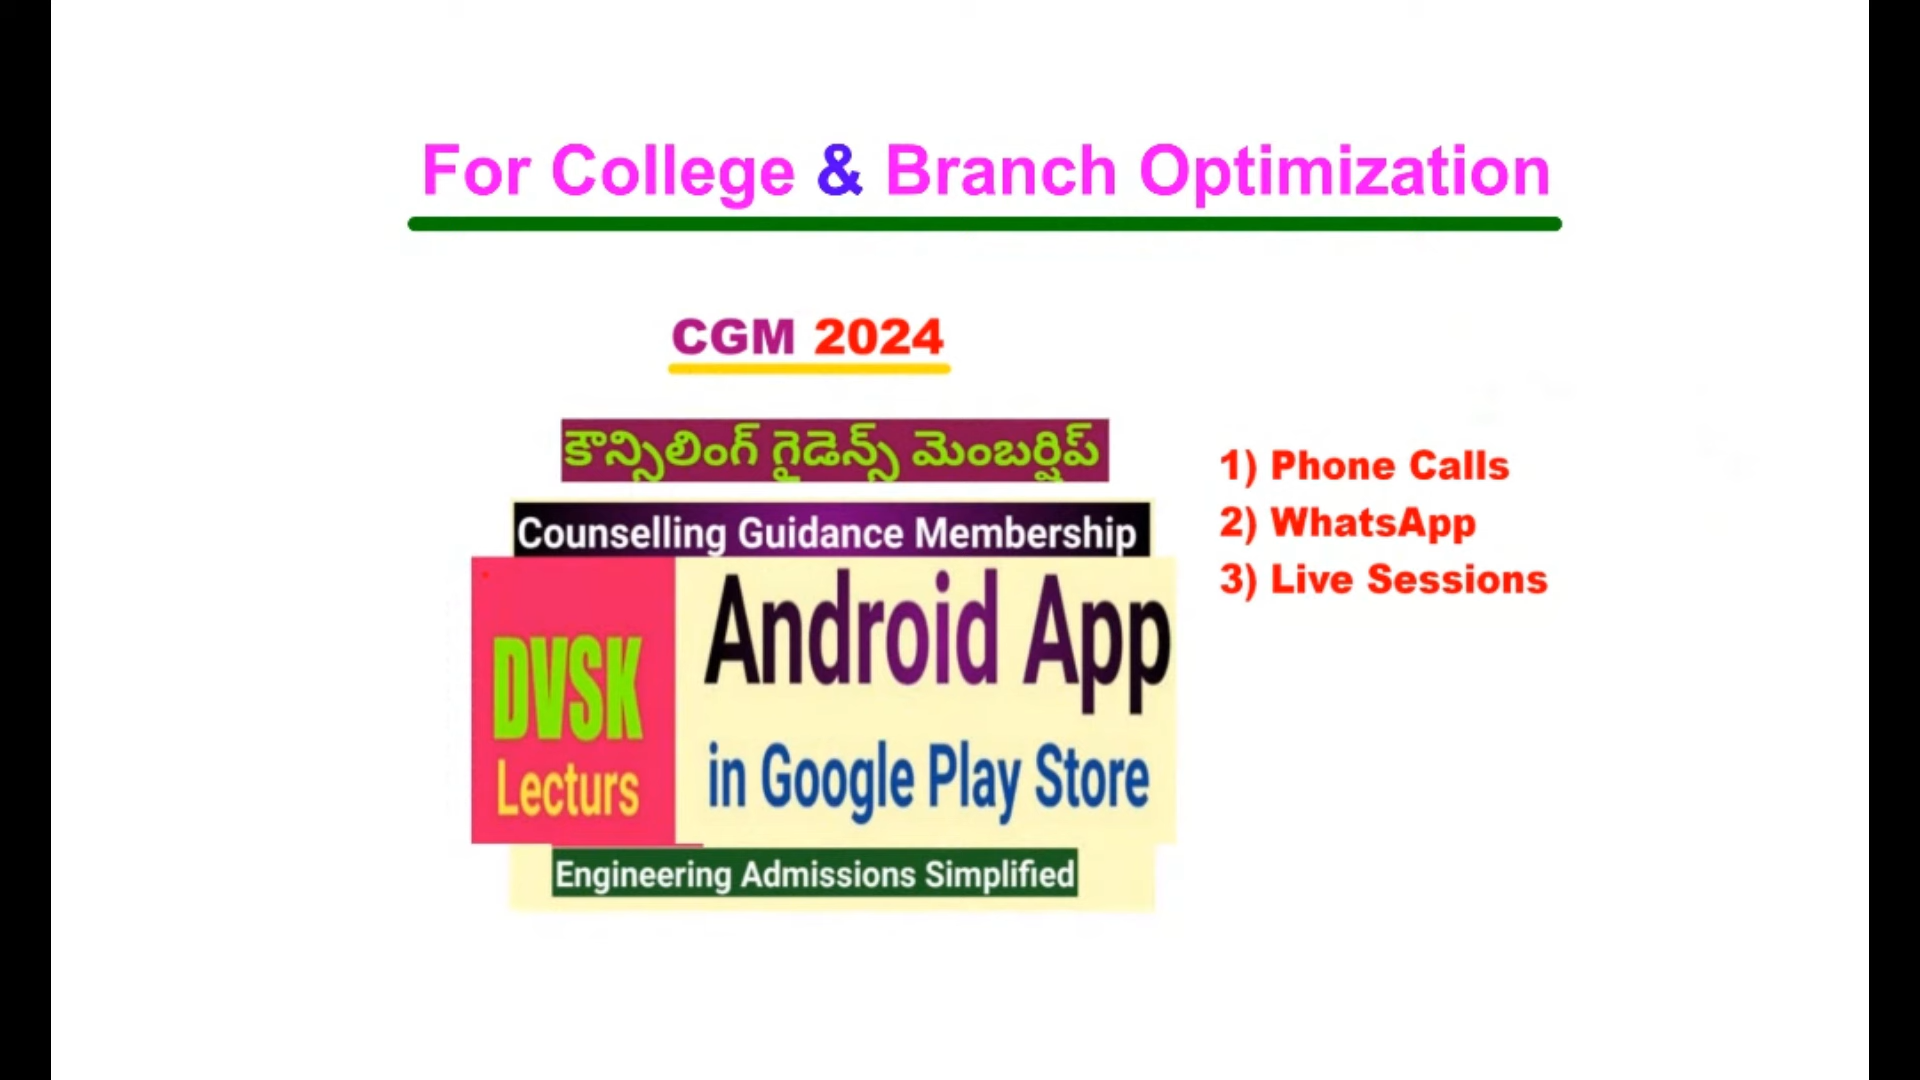 For College & Branch Optimization
CGM 2024
కౌన్సిలింగ్ గైడెన్స్ మెంబర్షిప్
Counselling Guidance Membership
DVSK
Lecturs
Android App
in Google Play Store
Engineering Admissions Simplified
1) Phone Calls
2) WhatsApp
3) Live Sessions